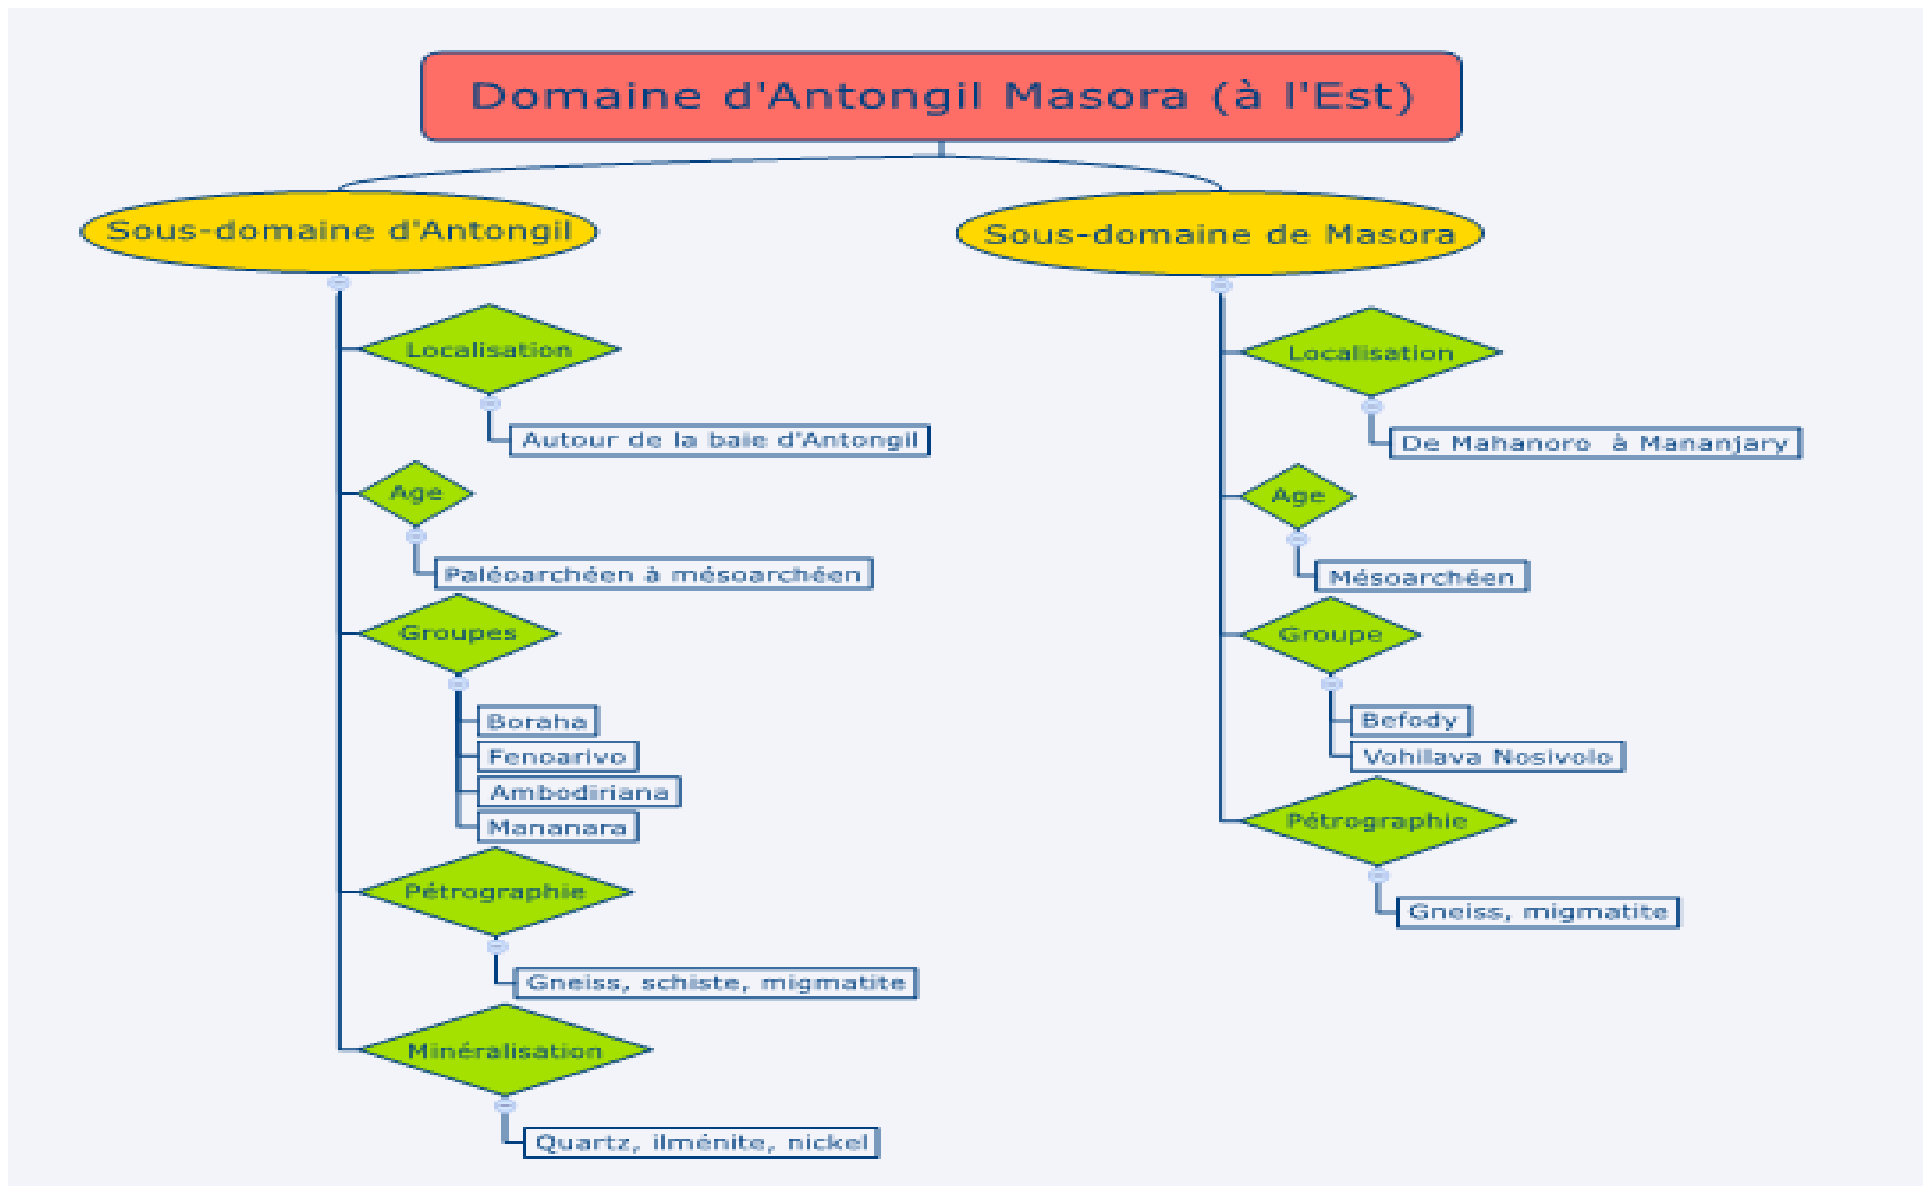 Domaine d'Antongil Masora (à l'Est)
Sous-domaine d'Antongil
Localisation
Autour de la baie d'Antongil
Age
Paléoarchéen à mésoarchéen
Groupes
Boraha
Fenoarivo
Ambodiriana
Mananara
Pétrographie
Gneiss, schiste, migmatite
Minéralisation
Quartz, ilménite, nickel
Sous-domaine de Masora
Localisation
De Mahanoro à Mananjary
Age
Mésoarchéen
Groupe
Befody
Vohilava Nosivolo
Pétrographie
Gneiss, migmatite